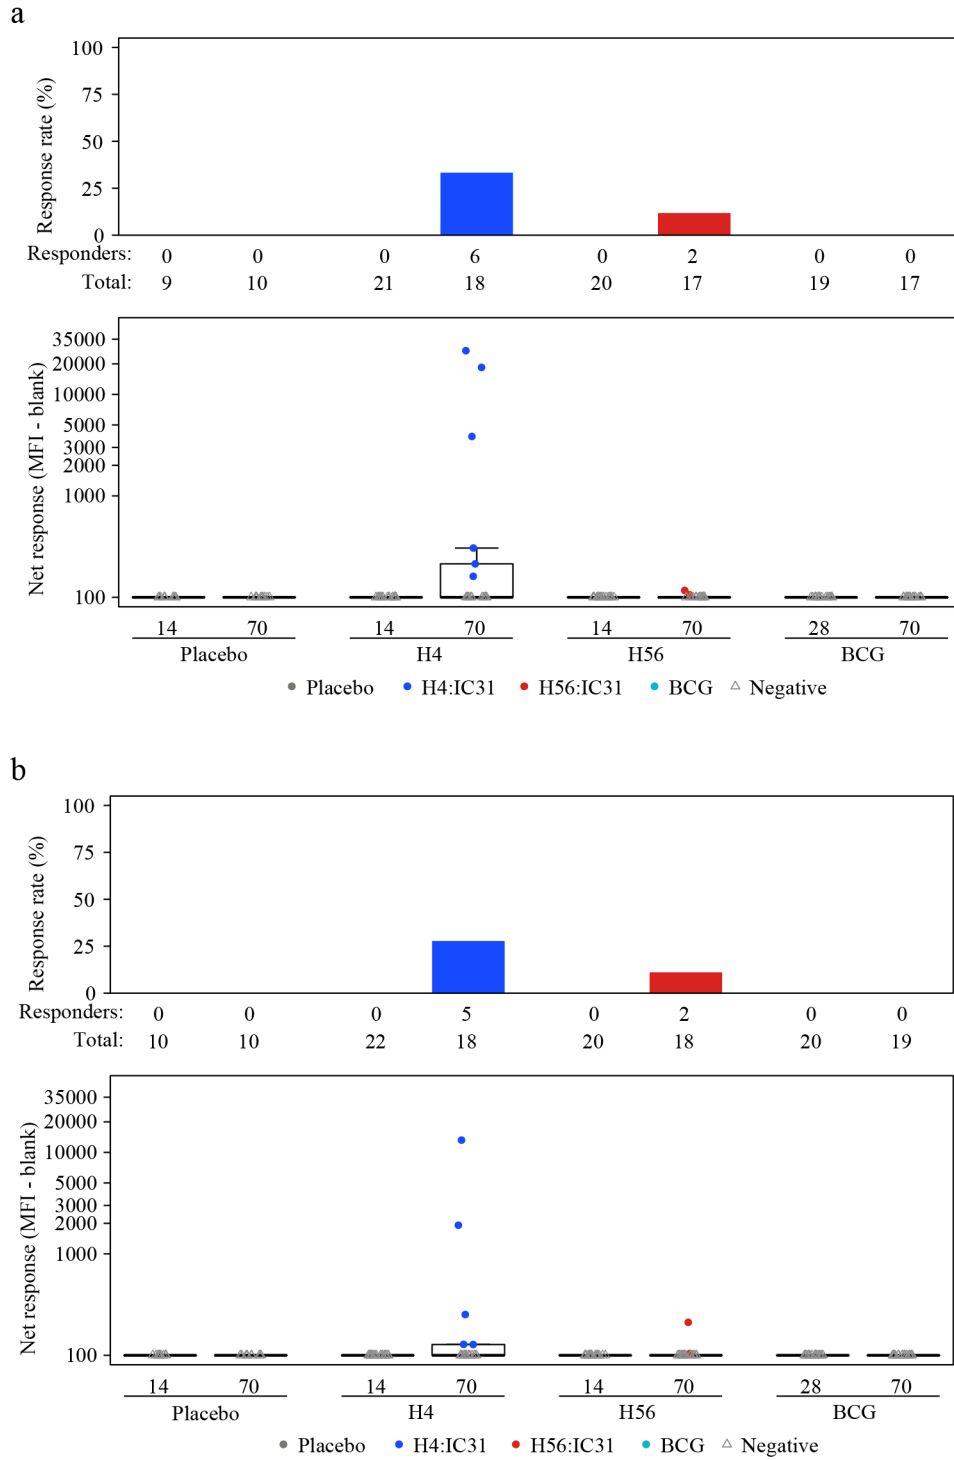 a
100
75
50
25
0
Response rate (%)
Responders: 0 0 0 6 0 2 0 0
Total: 9 10 21 18 20 17 19 17
35000
20000
10000
5000
3000
2000
1000
100
Net response (MFI - blank)
14 70 14 70 14 70 28 70
Placebo H4 H56 BCG
Placebo H4:IC31 H56:IC31 BCG Negative
b
100
75
50
25
0
Response rate (%)
Responders: 0 0 0 5 0 2 0 0
Total: 10 10 22 18 20 18 20 19
35000
20000
10000
5000
3000
2000
1000
100
Net response (MFI - blank)
14 70 14 70 14 70 28 70
Placebo H4 H56 BCG
Placebo H4:IC31 H56:IC31 BCG Negative